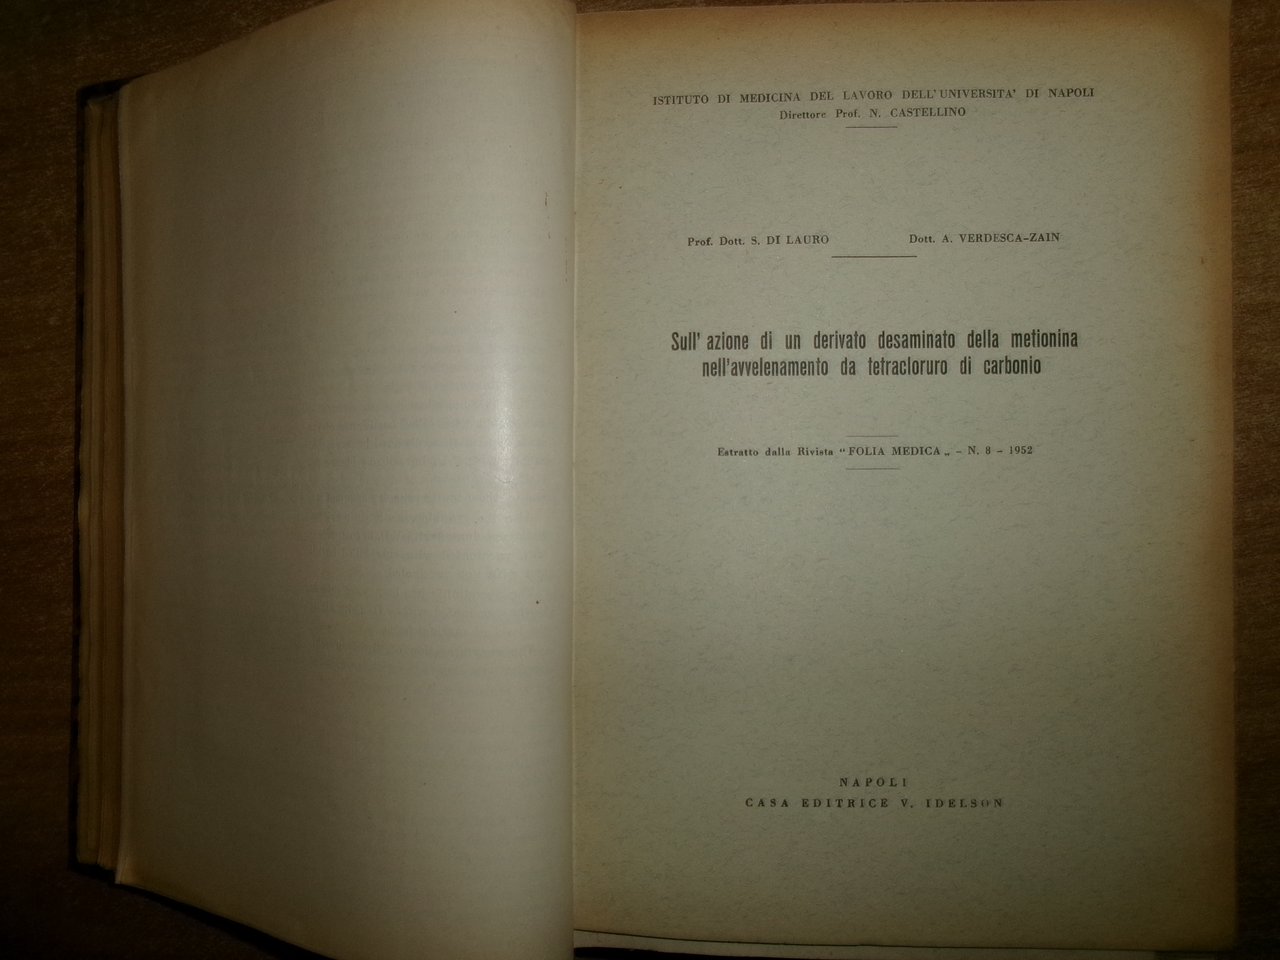 ISTITUTO DI MEDICINA DEL LAVORO DELL'UNIVERSITA' DI NAPOLI
Direttore Prof. N. CASTELLINO
Prof. Dott. S. DI LAURO Dott. A. VERDESCA-ZAIN
Sull' azione di un derivato desaminato della metionina
nell'avvelenamento da tetracloruro di carbonio
Estratto dalla Rivista “FOLIA MEDICA„ - N. 8 - 1952
NAPOLI
CASA EDITRICE V. IDELSON